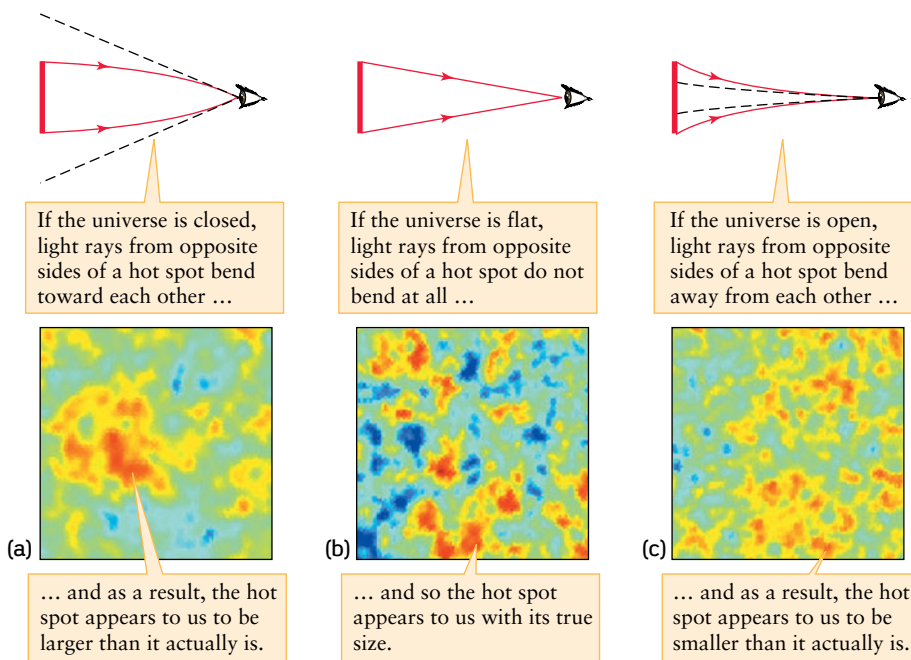 If the universe is closed,
light rays from opposite
sides of a hot spot bend
toward each other …
If the universe is flat,
light rays from opposite
sides of a hot spot do not
bend at all …
If the universe is open,
light rays from opposite
sides of a hot spot bend
away from each other …
(a)
(b)
(c)
… and as a result, the hot
spot appears to us to be
larger than it actually is.
… and so the hot spot
appears to us with its true
size.
… and as a result, the hot
spot appears to us to be
smaller than it actually is.